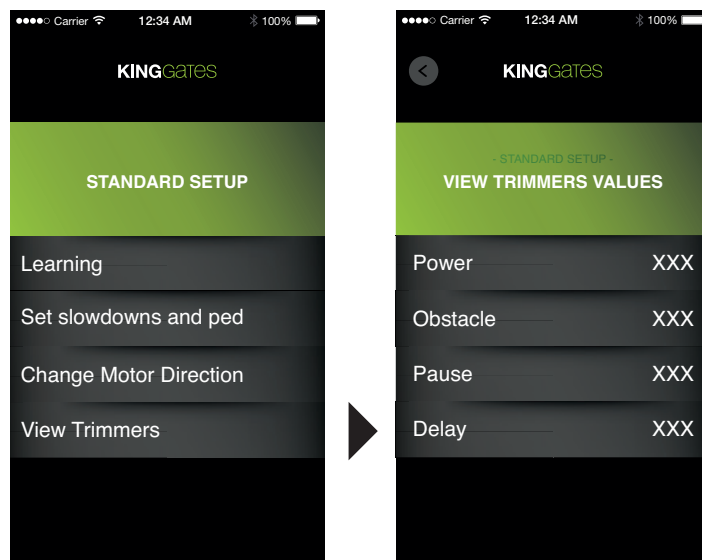 Carrier 12:34 AM 100%
KINGGATES
STANDARD SETUP
Learning
Set slowdowns and ped
Change Motor Direction
View Trimmers
Carrier 12:34 AM 100%
KINGGATES
- STANDARD SETUP -
VIEW TRIMMERS VALUES
Power XXX
Obstacle XXX
Pause XXX
Delay XXX